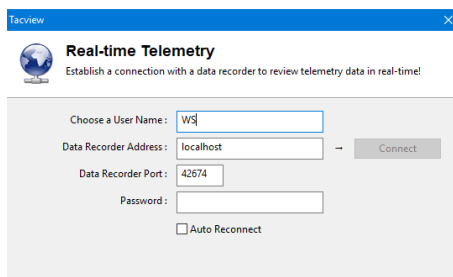 Tacview
Real-time Telemetry
Establish a connection with a data recorder to review telemetry data in real-time!
Choose a User Name : WS
Data Recorder Address : localhost → Connect
Data Recorder Port : 42674
Password :
Auto Reconnect